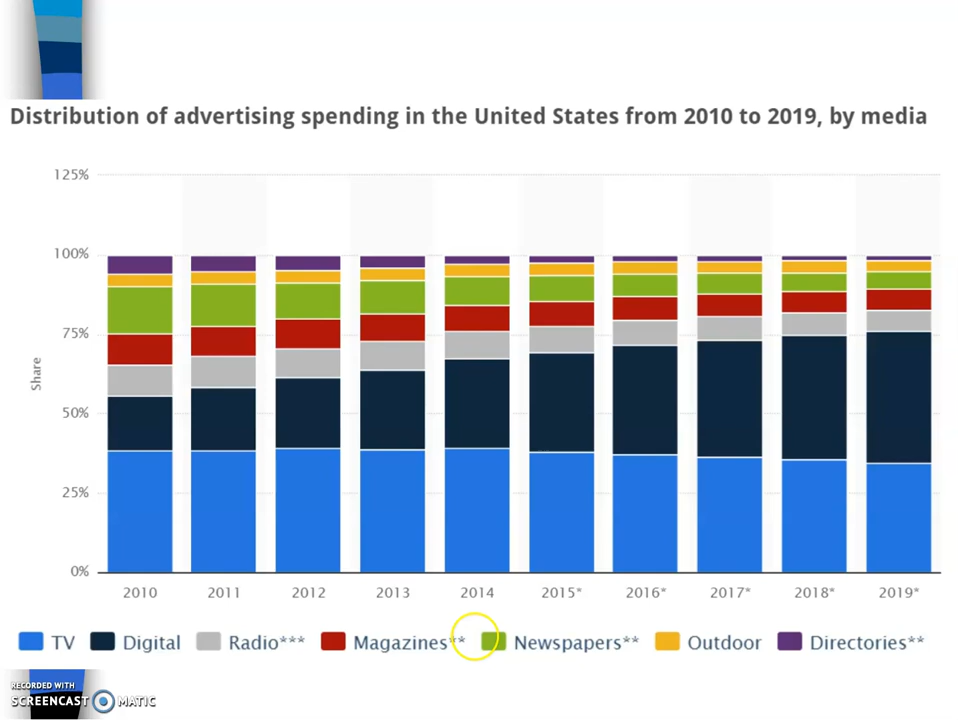 Distribution of advertising spending in the United States from 2010 to 2019, by media
125%
100%
75%
50%
25%
0%
Share
2010 2011 2012 2013 2014 2015* 2016* 2017* 2018* 2019*
TV Digital Radio*** Magazines** Newspapers** Outdoor Directories**
RECORDED WITH
SCREENCAST MATIC